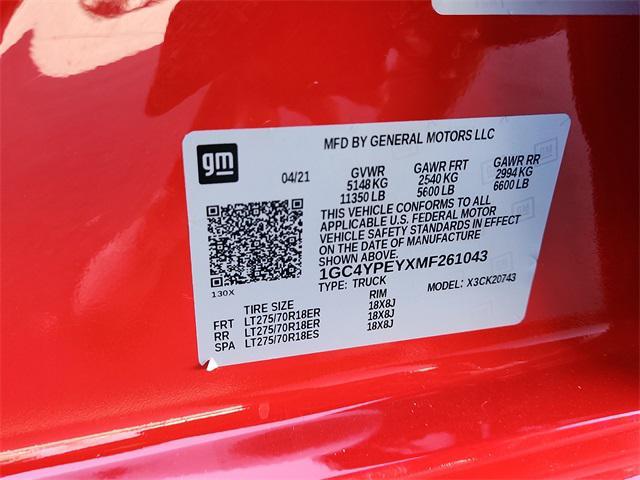 gm
MFD BY GENERAL MOTORS LLC
04/21
GVWR
5148 KG
11350 LB
GAWR FRT
2540 KG
5600 LB
GAWR RR
2994 KG
6600 LB
THIS VEHICLE CONFORMS TO ALL
APPLICABLE U.S. FEDERAL MOTOR
VEHICLE SAFETY STANDARDS IN EFFECT
ON THE DATE OF MANUFACTURE
SHOWN ABOVE.
1GC4YPEYXMF261043
TYPE: TRUCK
MODEL: X3CK20743
130X
TIRE SIZE RIM
FRT LT275/70R18ER 18X8J
RR LT275/70R18ER 18X8J
SPA LT275/70R18ES 18X8J